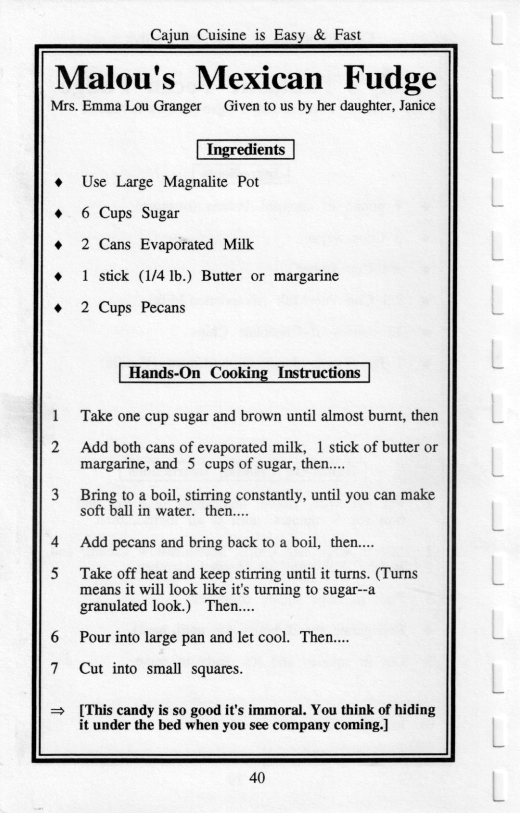 Cajun Cuisine is Easy & Fast
Malou's Mexican Fudge
Mrs. Emma Lou Granger Given to us by her daughter, Janice
Ingredients
♦ Use Large Magnalite Pot
♦ 6 Cups Sugar
♦ 2 Cans Evaporated Milk
♦ 1 stick (1/4 lb.) Butter or margarine
♦ 2 Cups Pecans
Hands-On Cooking Instructions
1 Take one cup sugar and brown until almost burnt, then
2 Add both cans of evaporated milk, 1 stick of butter or
margarine, and 5 cups of sugar, then....
3 Bring to a boil, stirring constantly, until you can make
soft ball in water. then....
4 Add pecans and bring back to a boil, then....
5 Take off heat and keep stirring until it turns. (Turns
means it will look like it's turning to sugar--a
granulated look.) Then....
6 Pour into large pan and let cool. Then....
7 Cut into small squares.
⇒ [This candy is so good it's immoral. You think of hiding
it under the bed when you see company coming.]
40